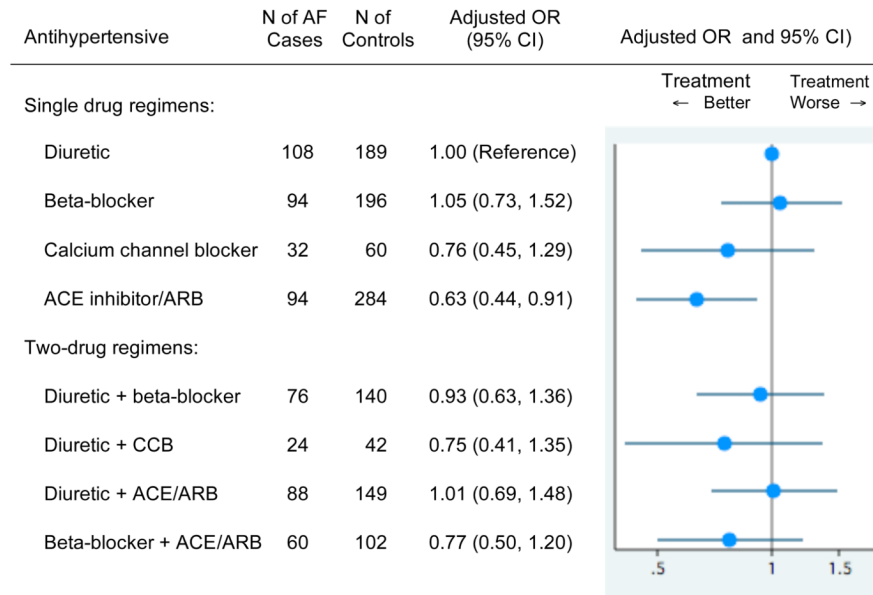 Antihypertensive N of AF Cases N of Controls Adjusted OR (95% CI) Adjusted OR and 95% CI)
Treatment ← Better Treatment Worse →
Single drug regimens:
Diuretic 108 189 1.00 (Reference)
Beta-blocker 94 196 1.05 (0.73, 1.52)
Calcium channel blocker 32 60 0.76 (0.45, 1.29)
ACE inhibitor/ARB 94 284 0.63 (0.44, 0.91)
Two-drug regimens:
Diuretic + beta-blocker 76 140 0.93 (0.63, 1.36)
Diuretic + CCB 24 42 0.75 (0.41, 1.35)
Diuretic + ACE/ARB 88 149 1.01 (0.69, 1.48)
Beta-blocker + ACE/ARB 60 102 0.77 (0.50, 1.20)
.5 1 1.5